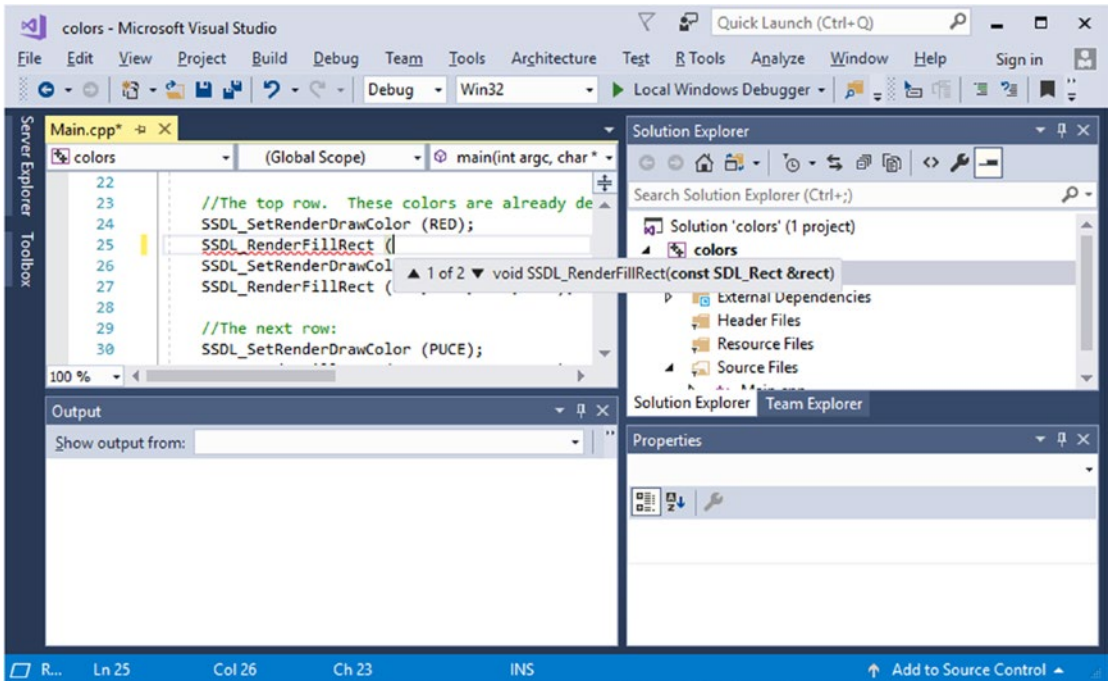 colors - Microsoft Visual Studio
Quick Launch (Ctrl+Q)
File Edit View Project Build Debug Team Tools Architecture Test R Tools Analyze Window Help Sign in
Debug Win32 Local Windows Debugger
Server Explorer
Toolbox
Main.cpp*
colors (Global Scope) main(int argc, char *
22
23 //The top row.  These colors are already de
24 SSDL_SetRenderDrawColor (RED);
25 SSDL_RenderFillRect (
26 SSDL_SetRenderDrawCol
27 SSDL_RenderFillRect (
1 of 2 void SSDL_RenderFillRect(const SDL_Rect &rect)
28
29 //The next row:
30 SSDL_SetRenderDrawColor (PUCE);
100 %
Solution Explorer
Search Solution Explorer (Ctrl+;)
Solution 'colors' (1 project)
colors
External Dependencies
Header Files
Resource Files
Source Files
Solution Explorer Team Explorer
Output
Show output from:
Properties
R... Ln 25 Col 26 Ch 23 INS Add to Source Control